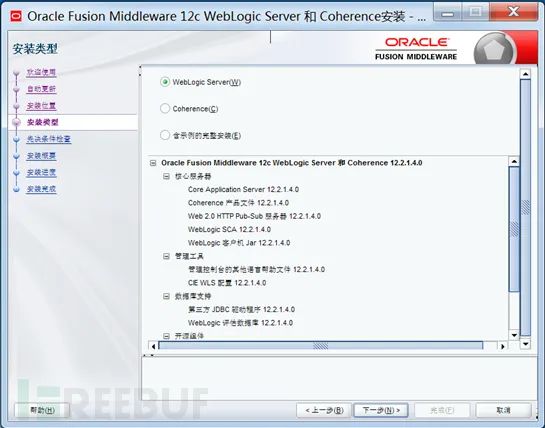 Oracle Fusion Middleware 12c WebLogic Server 和 Coherence安装 - ...
安装类型
ORACLE
FUSION MIDDLEWARE
欢迎使用
自动更新
安装位置
安装类型
先决条件检查
安装概要
安装进度
安装完成
WebLogic Server(W)
Coherence(C)
含示例的完整安装(E)
Oracle Fusion Middleware 12c WebLogic Server 和 Coherence 12.2.1.4.0
核心服务器
Core Application Server 12.2.1.4.0
Coherence 产品文件 12.2.1.4.0
Web 2.0 HTTP Pub-Sub 服务器 12.2.1.4.0
WebLogic SCA 12.2.1.4.0
WebLogic 客户机 Jar 12.2.1.4.0
管理工具
管理控制台的其他语言帮助文件 12.2.1.4.0
CIE WLS 配置 12.2.1.4.0
数据库支持
第三方 JDBC 驱动程序 12.2.1.4.0
WebLogic 评估数据库 12.2.1.4.0
开源组件
FREEBUF
帮助(H)
< 上一步(B)
下一步(N) >
完成(F)
取消